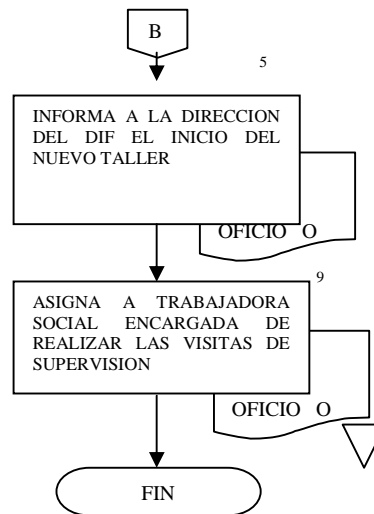 B
5
INFORMA A LA DIRECCION
DEL DIF EL INICIO DEL
NUEVO TALLER
OFICIO O
9
ASIGNA A TRABAJADORA
SOCIAL ENCARGADA DE
REALIZAR LAS VISITAS DE
SUPERVISION
OFICIO O
FIN